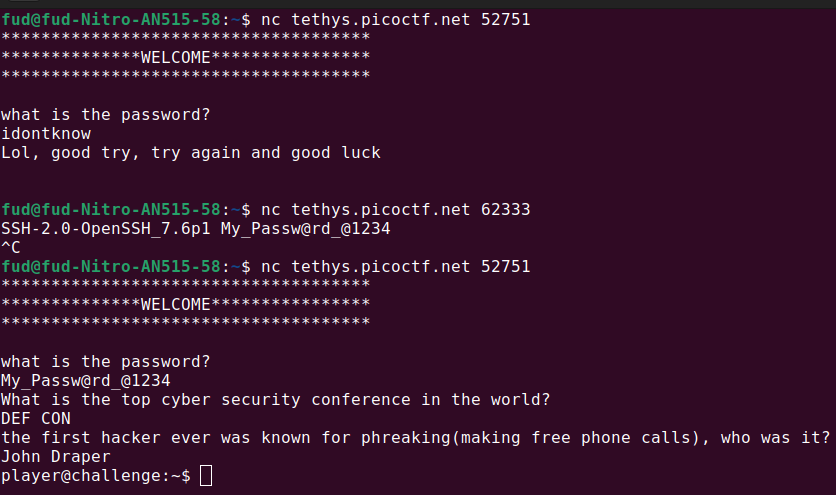 fud@fud-Nitro-AN515-58:~$ nc tethys.picoctf.net 52751
*************************************
**************WELCOME****************
*************************************
what is the password?
idontknow
Lol, good try, try again and good luck
fud@fud-Nitro-AN515-58:~$ nc tethys.picoctf.net 62333
SSH-2.0-OpenSSH_7.6p1 My_Passw@rd_@1234
^C
fud@fud-Nitro-AN515-58:~$ nc tethys.picoctf.net 52751
*************************************
**************WELCOME****************
*************************************
what is the password?
My_Passw@rd_@1234
What is the top cyber security conference in the world?
DEF CON
the first hacker ever was known for phreaking(making free phone calls), who was it?
John Draper
player@challenge:~$